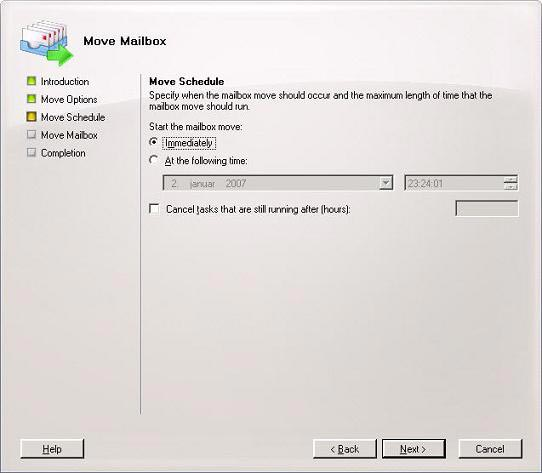 Move Mailbox
Introduction
Move Options
Move Schedule
Move Mailbox
Completion
Move Schedule
Specify when the mailbox move should occur and the maximum length of time that the
mailbox move should run.
Start the mailbox move:
Immediately
At the following time:
2. januar 2007
23:24:01
Cancel tasks that are still running after (hours):
Help
< Back
Next >
Cancel